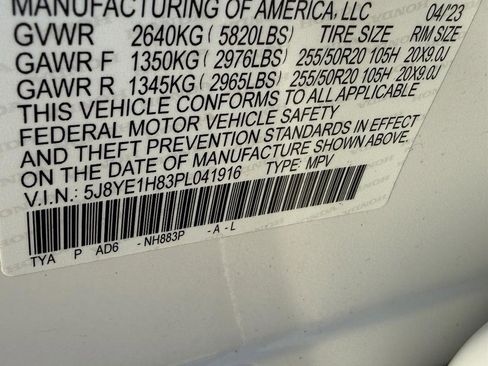 MANUFACTURING OF AMERICA, LLC 04/23
GVWR 2640KG ( 5820LBS) TIRE SIZE RIM SIZE
GAWR F 1350KG ( 2976LBS) 255/50R20 105H 20X9.0J
GAWR R 1345KG ( 2965LBS) 255/50R20 105H 20X9.0J
THIS VEHICLE CONFORMS TO ALL APPLICABLE
FEDERAL MOTOR VEHICLE SAFETY
AND THEFT PREVENTION STANDARDS IN EFFECT
ON THE DATE OF MANUFACTURE SHOWN ABOVE.
V.I.N.: 5J8YE1H83PL041916 TYPE: MPV
TYA P AD6 - NH883P - A - L